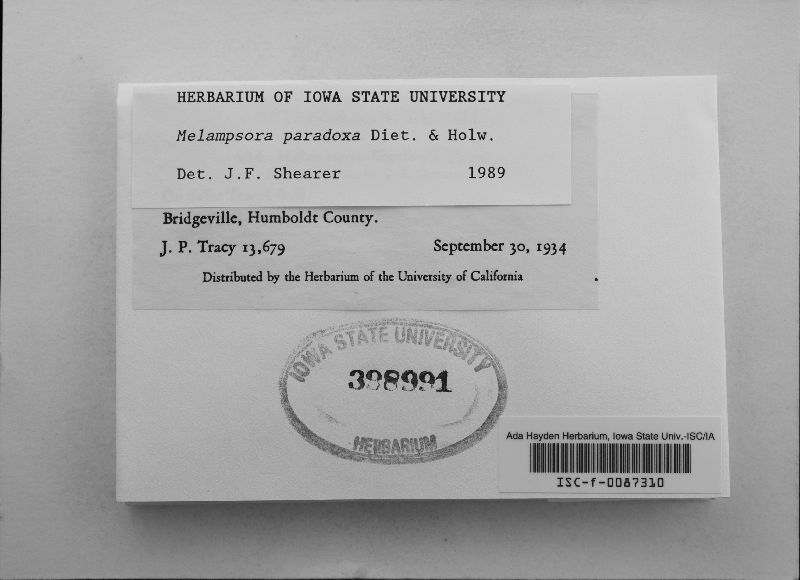 HERBARIUM OF IOWA STATE UNIVERSITY
Melampsora paradoxa Diet. & Holw.
Det. J.F. Shearer 1989
Bridgeville, Humboldt County.
J. P. Tracy 13,679 September 30, 1934
Distributed by the Herbarium of the University of California
IOWA STATE UNIVERSITY
398991
HERBARIUM
Ada Hayden Herbarium, Iowa State Univ.-ISC/IA
ISC-f-0087310